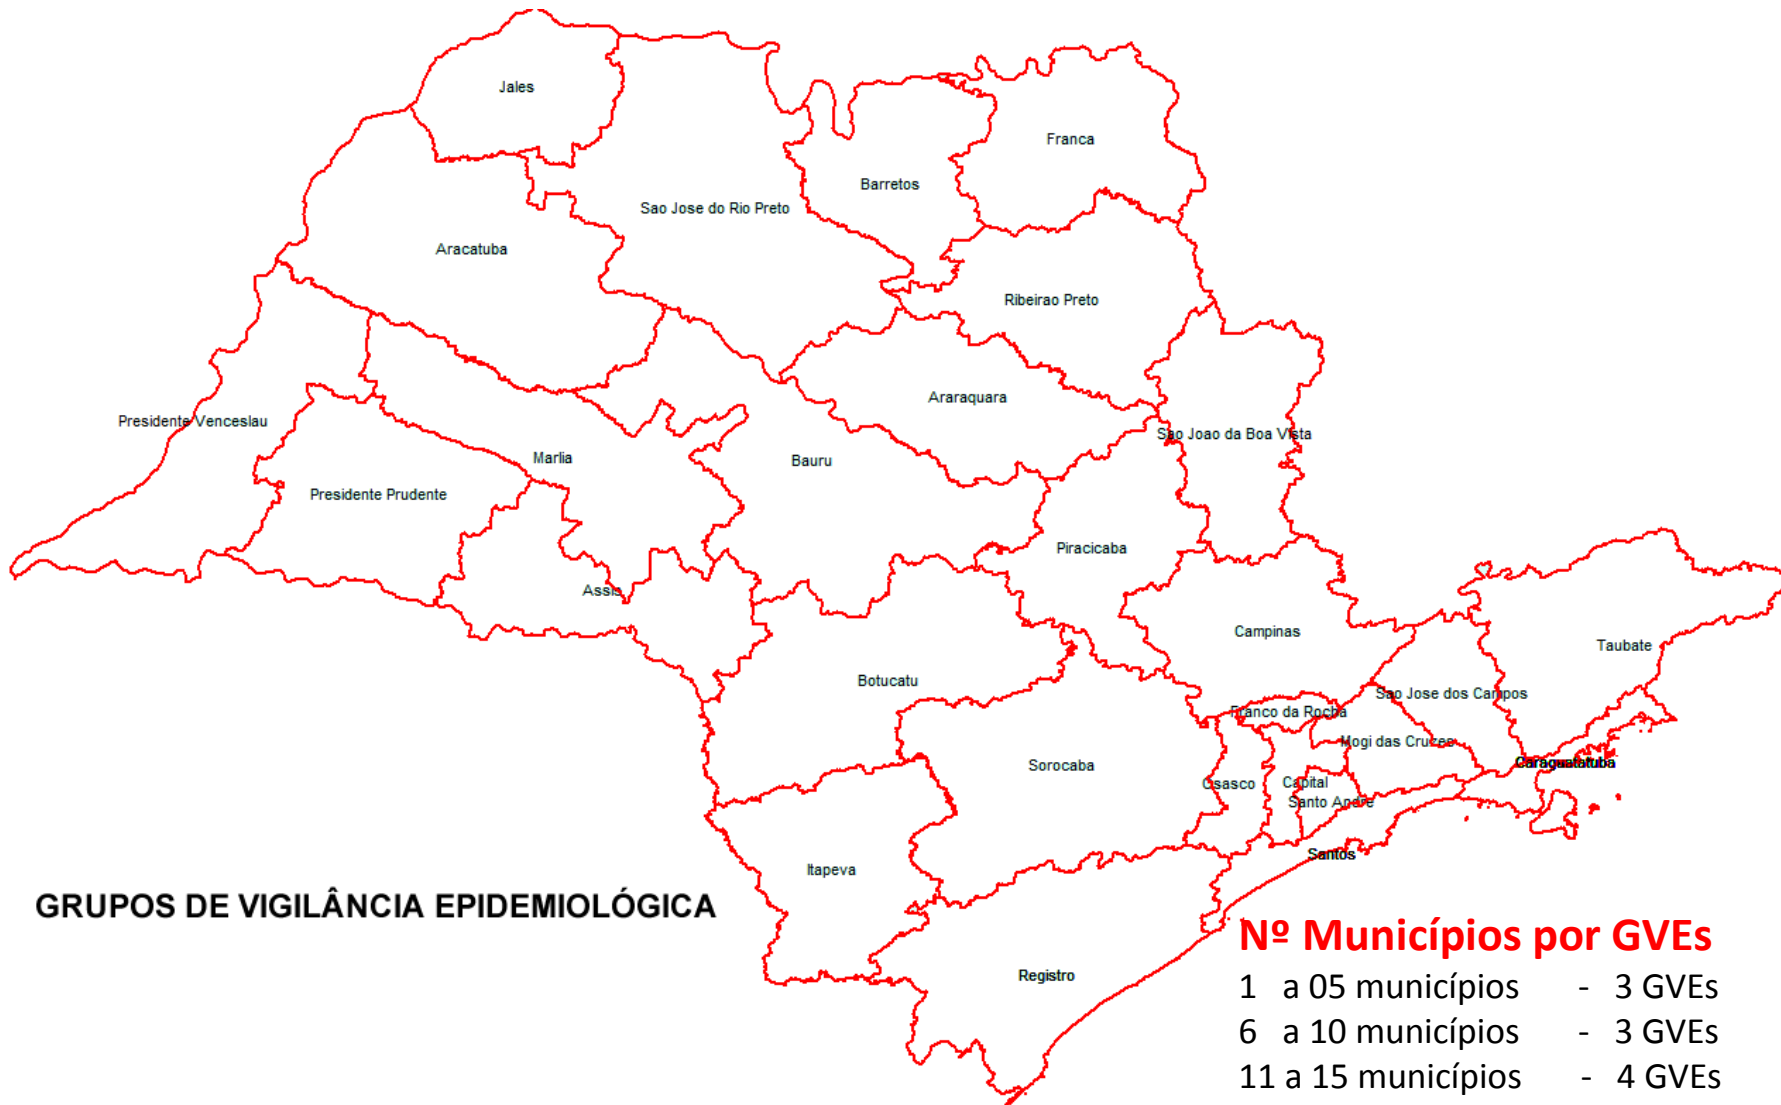 Jales
Franca
Barretos
Sao Jose do Rio Preto
Aracatuba
Ribeirao Preto
Araraquara
Presidente Venceslau
Sao Joao da Boa Vista
Marlia
Bauru
Presidente Prudente
Piracicaba
Assis
Campinas
Taubate
Botucatu
Sao Jose dos Campos
Franco da Rocha
Mogi das Cruzes
Caraguatatuba
Sorocaba
Osasco
Capital
Santo Andre
Santos
Itapeva
GRUPOS DE VIGILÂNCIA EPIDEMIOLÓGICA
Registro
Nº Municípios por GVEs
1 a 05 municípios - 3 GVEs
6 a 10 municípios - 3 GVEs
11 a 15 municípios - 4 GVEs